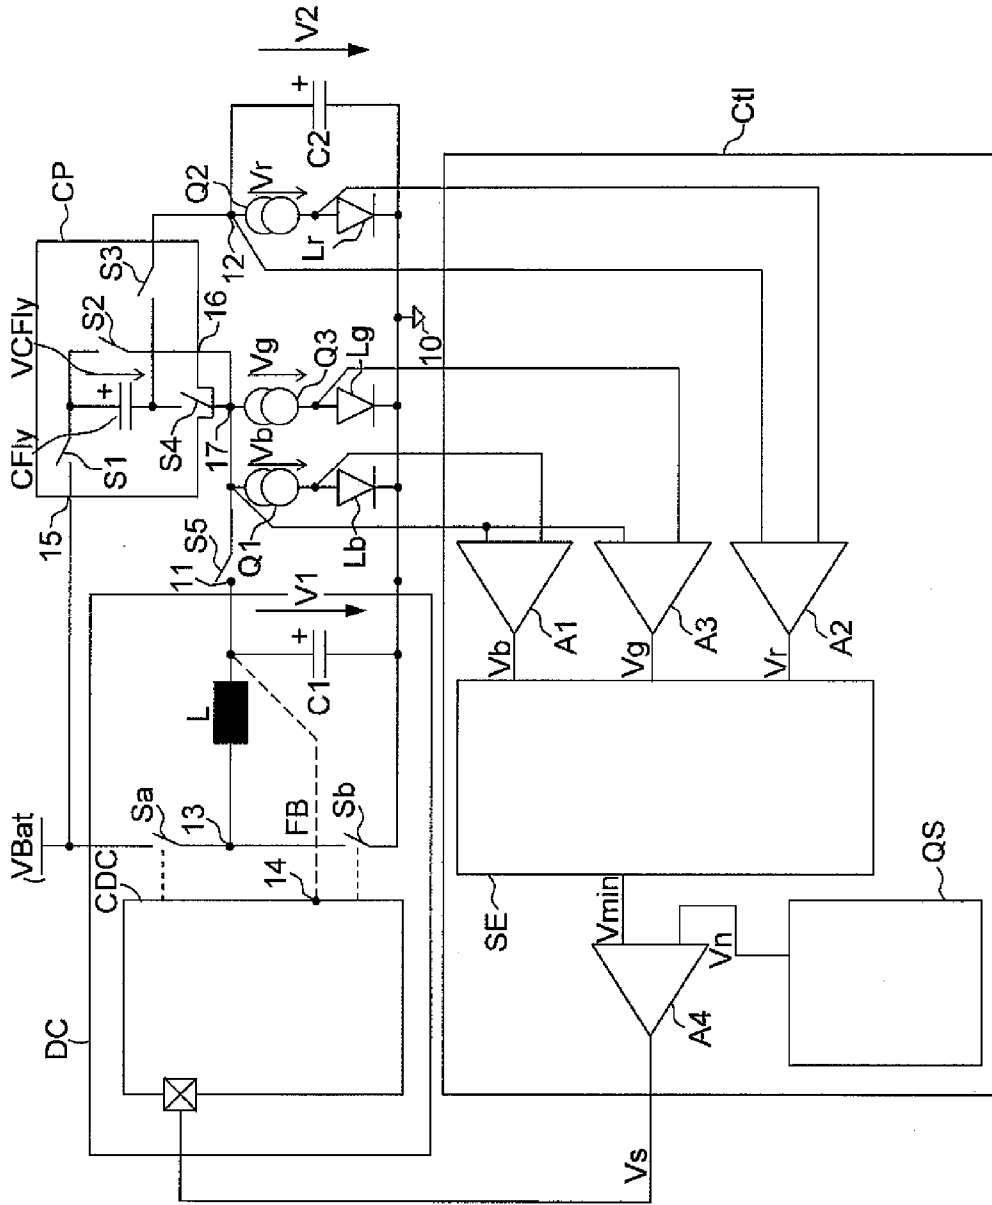 V2
C2
+
CP
Q2
Vr
Lr
S3
12
16
S2
VCFly
Vg
Q3
Lg
10
CFly
+
S1
S4
17
Vb
Q1
Lb
15
S5
11
V1
C1
+
L
VBat
Sa
13
FB
Sb
CDC
14
DC
Ctl
A1
A3
A2
Vb
Vg
Vr
SE
Vmin
Vn
QS
A4
Vs